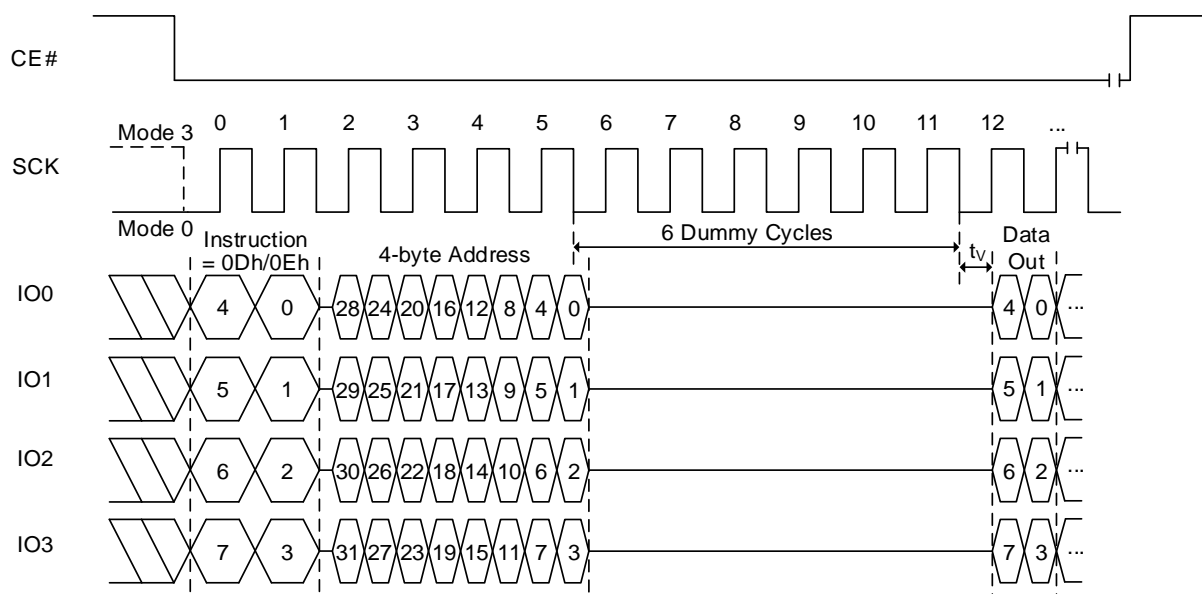 CE#
Mode 3 0 1 2 3 4 5 6 7 8 9 10 11 12 ...
SCK
Mode 0
Instruction = 0Dh/0Eh
4-byte Address
6 Dummy Cycles
tV
Data Out
IO0 4 0 28 24 20 16 12 8 4 0 4 0 ...
IO1 5 1 29 25 21 17 13 9 5 1 5 1 ...
IO2 6 2 30 26 22 18 14 10 6 2 6 2 ...
IO3 7 3 31 27 23 19 15 11 7 3 7 3 ...